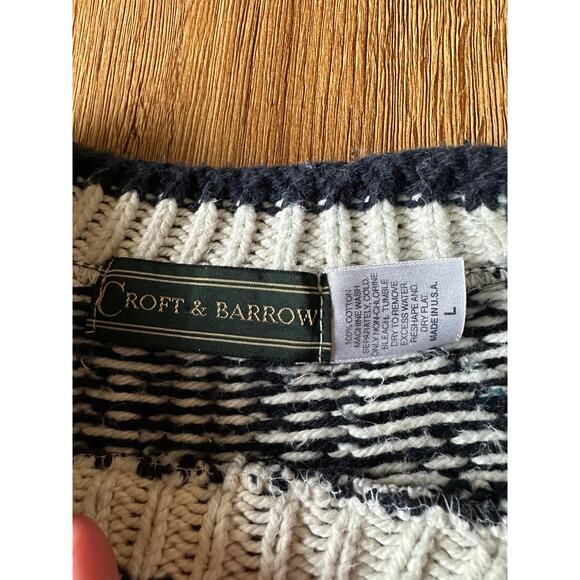 CROFT & BARROW
100% COTTON
MACHINE WASH
SEPARATELY, COLD.
ONLY NON-CHLORINE
BLEACH. TUMBLE
DRY TO REMOVE
EXCESS WATER.
RESHAPE AND
DRY FLAT.
MADE IN U.S.A.
L